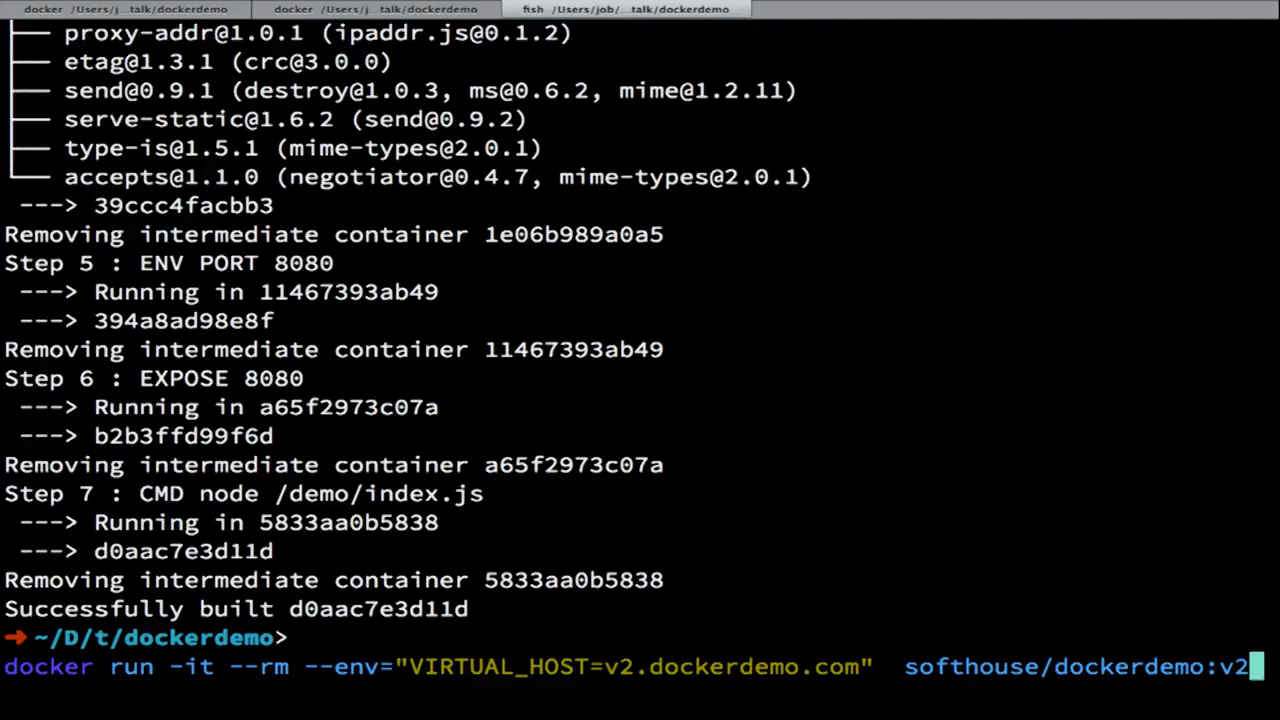 docker /Users/j...talk/dockerdemo
docker /Users/j...talk/dockerdemo
fish /Users/job/...talk/dockerdemo
├── proxy-addr@1.0.1 (ipaddr.js@0.1.2)
├── etag@1.3.1 (crc@3.0.0)
├── send@0.9.1 (destroy@1.0.3, ms@0.6.2, mime@1.2.11)
├── serve-static@1.6.2 (send@0.9.2)
├── type-is@1.5.1 (mime-types@2.0.1)
└── accepts@1.1.0 (negotiator@0.4.7, mime-types@2.0.1)
---> 39ccc4facbb3
Removing intermediate container 1e06b989a0a5
Step 5 : ENV PORT 8080
---> Running in 11467393ab49
---> 394a8ad98e8f
Removing intermediate container 11467393ab49
Step 6 : EXPOSE 8080
---> Running in a65f2973c07a
---> b2b3ffd99f6d
Removing intermediate container a65f2973c07a
Step 7 : CMD node /demo/index.js
---> Running in 5833aa0b5838
---> d0aac7e3d11d
Removing intermediate container 5833aa0b5838
Successfully built d0aac7e3d11d
➜ ~/D/t/dockerdemo>
docker run -it --rm --env="VIRTUAL_HOST=v2.dockerdemo.com" softhouse/dockerdemo:v2